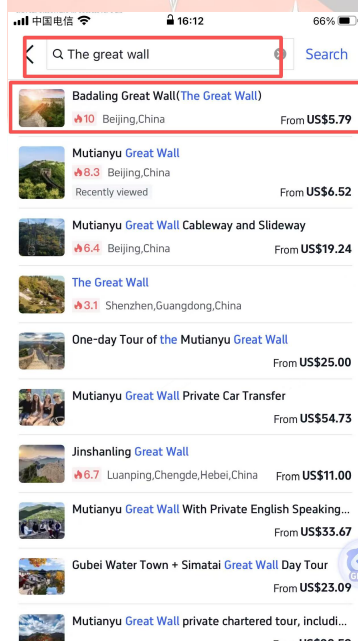 中国电信 16:12 66%
The great wall Search
Badaling Great Wall(The Great Wall)
10 Beijing,China From US$5.79
Mutianyu Great Wall
8.3 Beijing,China
Recently viewed From US$6.52
Mutianyu Great Wall Cableway and Slideway
6.4 Beijing,China From US$19.24
The Great Wall
3.1 Shenzhen,Guangdong,China
One-day Tour of the Mutianyu Great Wall
From US$25.00
Mutianyu Great Wall Private Car Transfer
From US$54.73
Jinshanling Great Wall
6.7 Luanping,Chengde,Hebei,China From US$11.00
Mutianyu Great Wall With Private English Speaking...
From US$33.67
Gubei Water Town + Simatai Great Wall Day Tour
From US$23.09
Mutianyu Great Wall private chartered tour, includi...